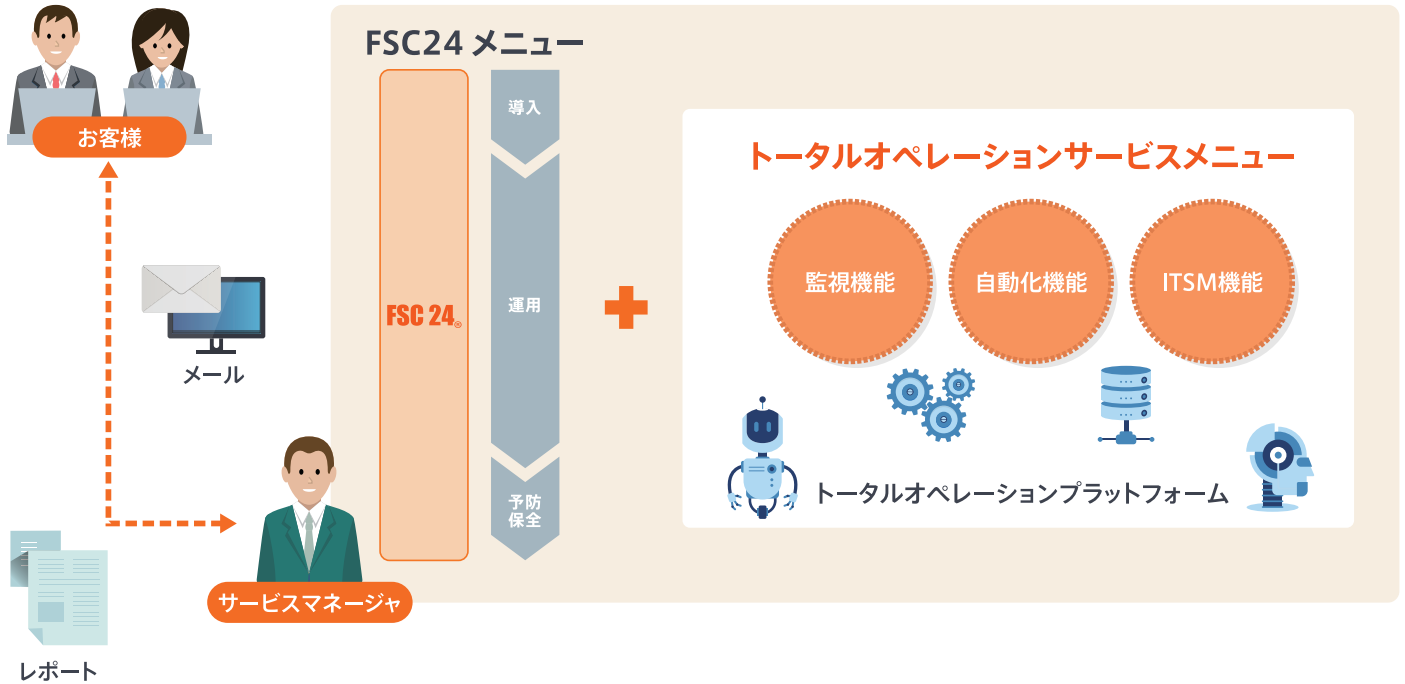 お客様
メール
レポート
サービスマネージャ
FSC24 メニュー
FSC 24®
導入
運用
予防
保全
トータルオペレーションサービスメニュー
監視機能
自動化機能
ITSM機能
トータルオペレーションプラットフォーム